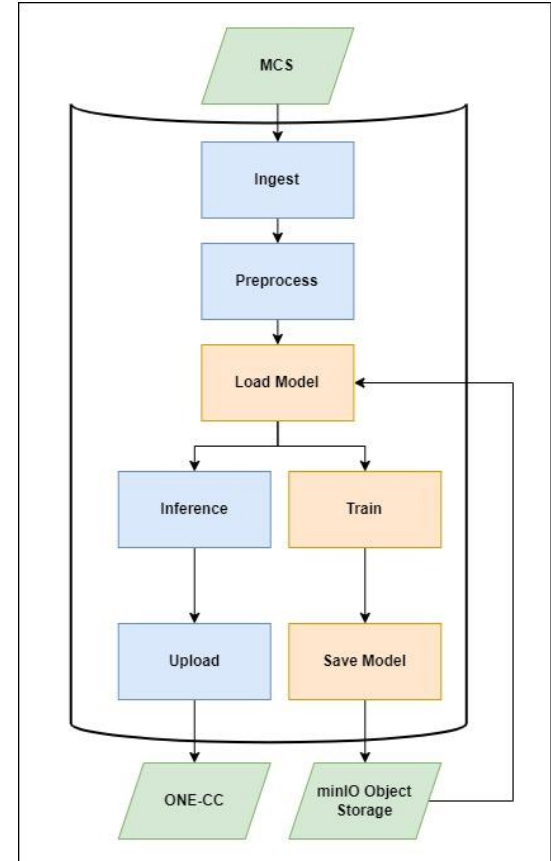 MCS
Ingest
Preprocess
Load Model
Inference
Train
Upload
Save Model
ONE-CC
minIO Object
Storage